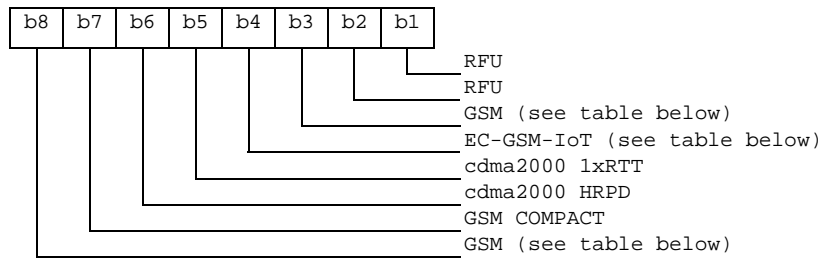 b8 b7 b6 b5 b4 b3 b2 b1
RFU
RFU
GSM (see table below)
EC-GSM-IoT (see table below)
cdma2000 1xRTT
cdma2000 HRPD
GSM COMPACT
GSM (see table below)